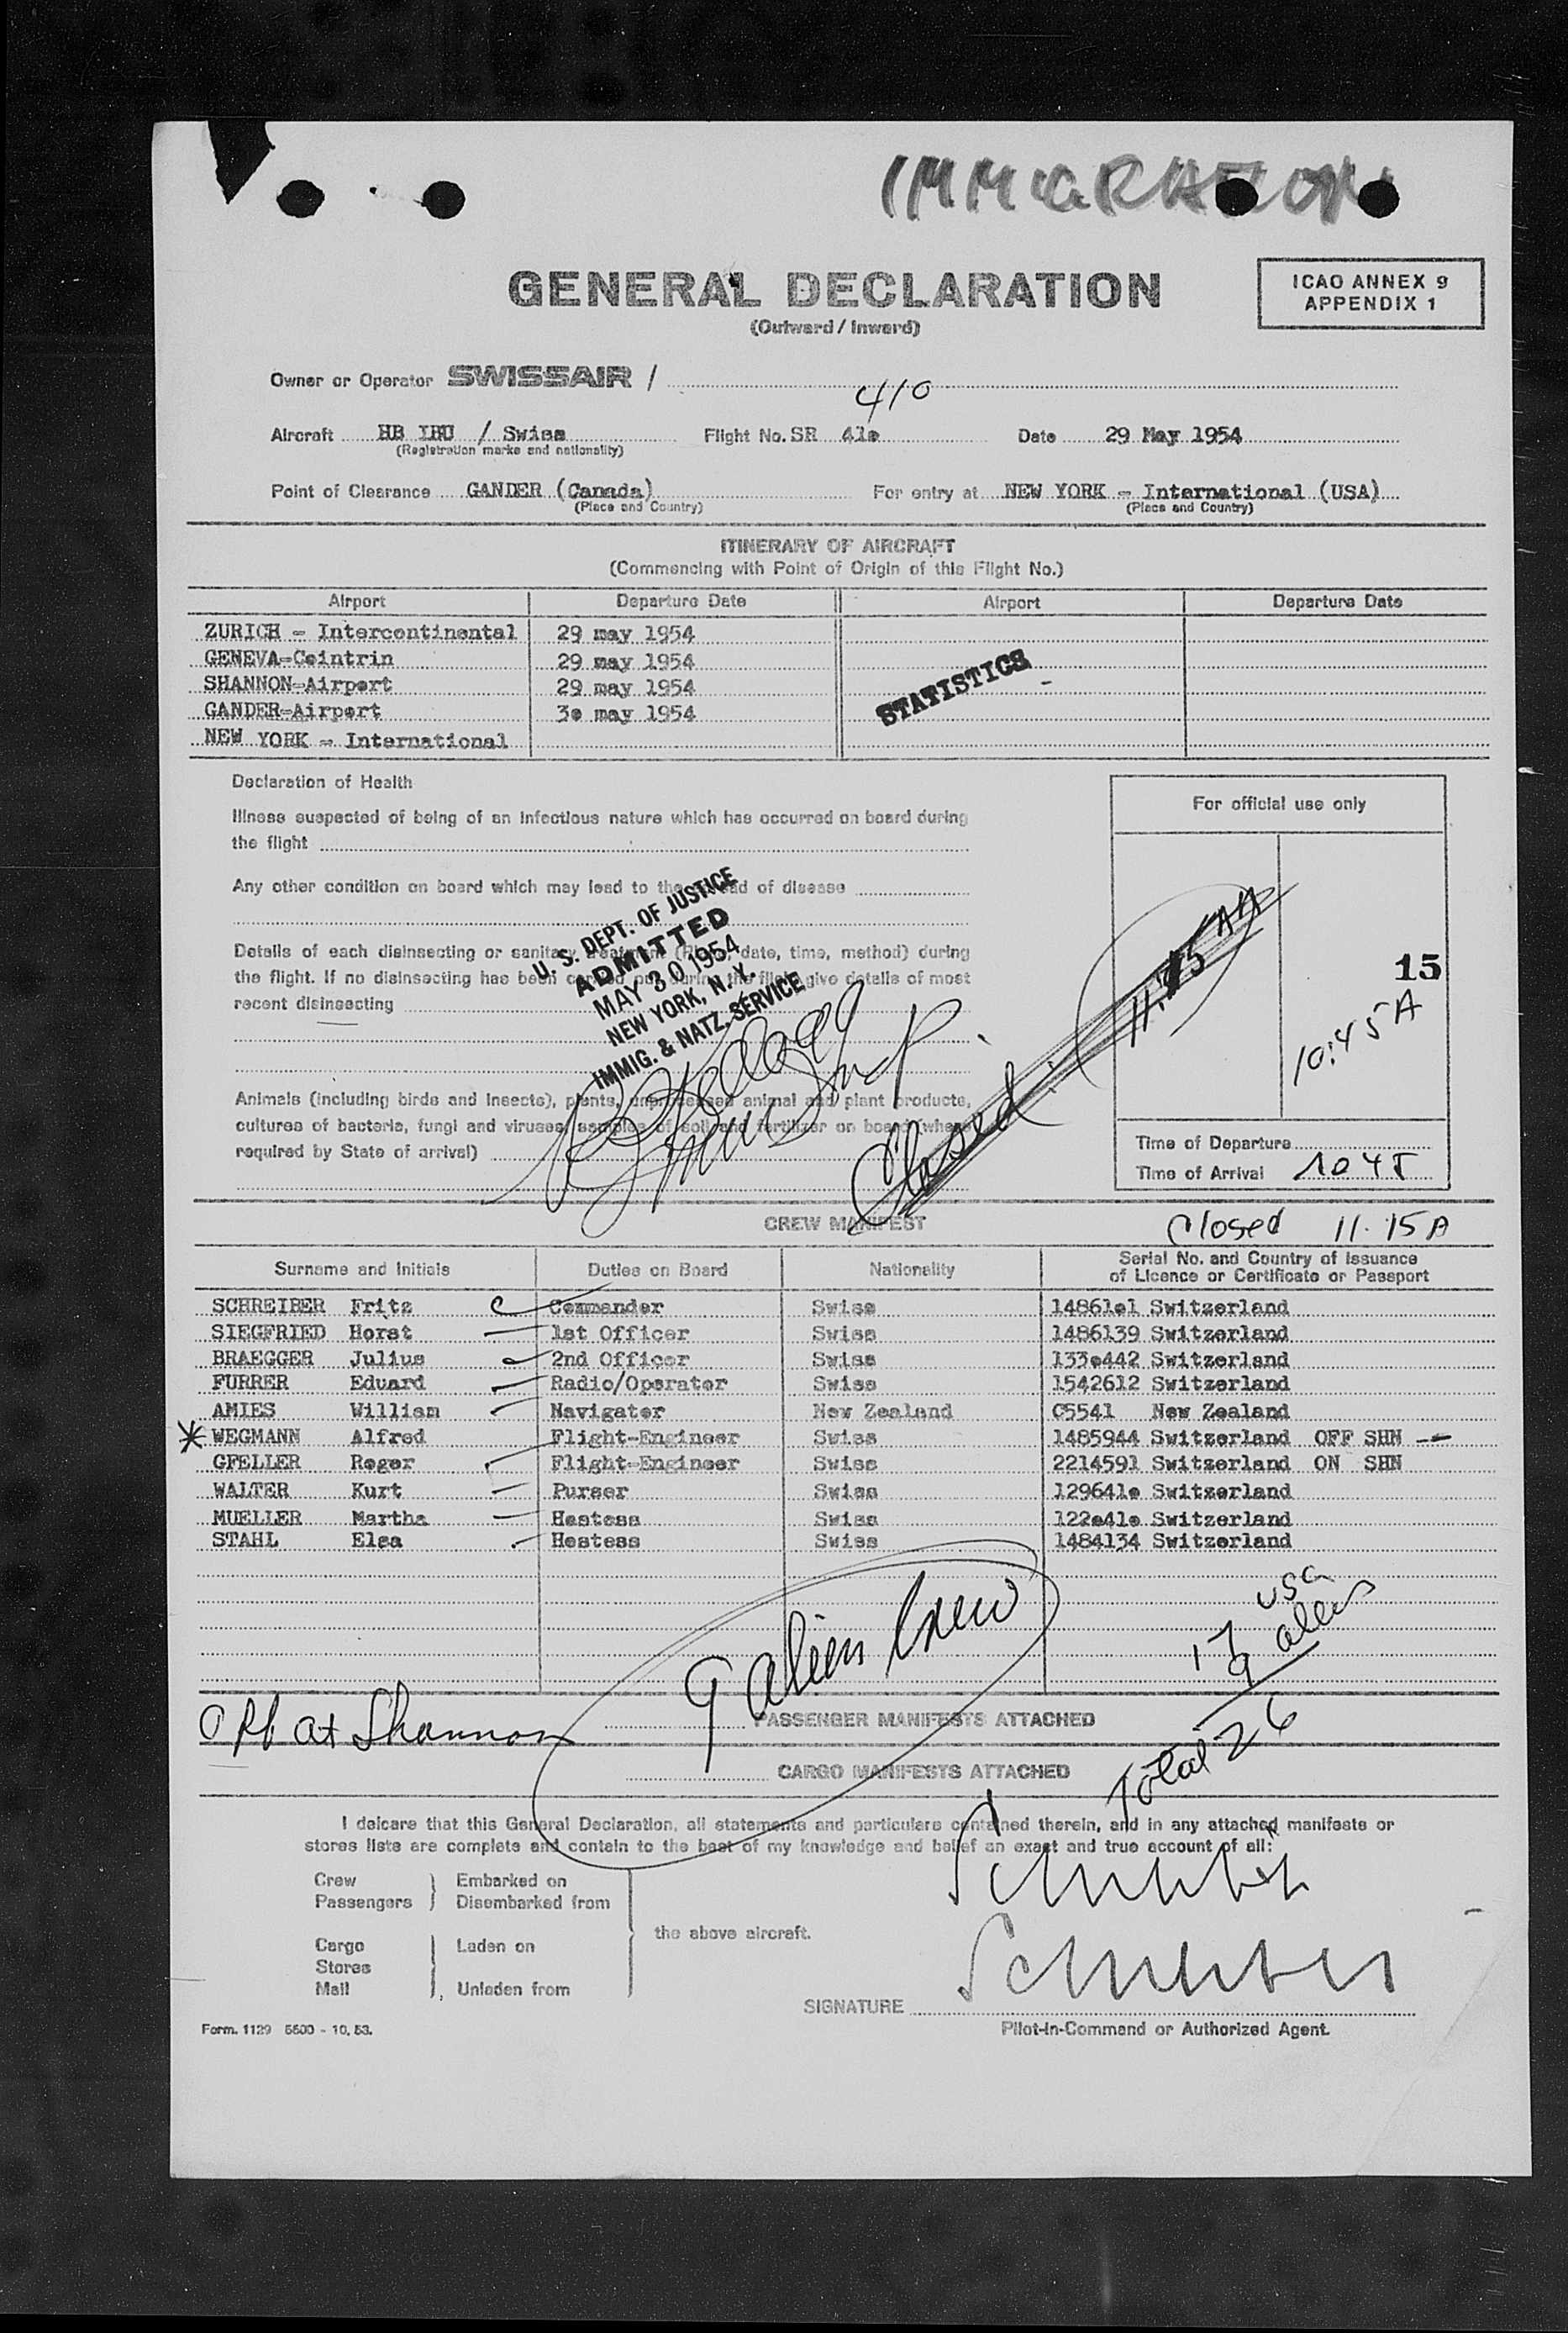 IMMIGRATION
GENERAL DECLARATION
(Outward / Inward)
ICAO ANNEX 9
APPENDIX 1
Owner or Operator SWISSAIR /
410
Aircraft HB IBU / Swiss Flight No. SR 41o Date 29 May 1954
(Registration marks and nationality)
Point of Clearance GANDER (Canada) For entry at NEW YORK - International (USA)
(Place and Country) (Place and Country)
ITINERARY OF AIRCRAFT
(Commencing with Point of Origin of this Flight No.)
Airport Departure Date Airport Departure Date
ZURICH - Intercontinental 29 may 1954
GENEVA-Cointrin 29 may 1954
SHANNON-Airport 29 may 1954
GANDER-Airport 3o may 1954
NEW YORK - International
STATISTICS
Declaration of Health
Illness suspected of being of an infectious nature which has occurred on board during
the flight
Any other condition on board which may lead to the spread of disease
Details of each disinsecting or sanitary treatment (Place, date, time, method) during
the flight. If no disinsecting has been carried out during the flight give details of most
recent disinsecting
U. S. DEPT. OF JUSTICE
ADMITTED
MAY 30 1954
NEW YORK, N. Y.
IMMIG. & NATZ. SERVICE
Animals (including birds and insects), plants, unprocessed animal and plant products,
cultures of bacteria, fungi and viruses, samples of soil and fertilizer on board (where
required by State of arrival)
Closed 11.15 AM
For official use only
15
10:45 A
Time of Departure
Time of Arrival 1045
CREW MANIFEST
Closed 11.15 A
Surname and Initials Duties on Board Nationality Serial No. and Country of Issuance
of Licence or Certificate or Passport
SCHREIBER Fritz Commander Swiss 14861o1 Switzerland
SIEGFRIED Horst 1st Officer Swiss 1486139 Switzerland
BRAEGGER Julius 2nd Officer Swiss 133o442 Switzerland
FURRER Eduard Radio/Operator Swiss 1542612 Switzerland
AMIES William Navigator New Zealand C5541 New Zealand
* WEGMANN Alfred Flight-Engineer Swiss 1485944 Switzerland OFF SHN
GFELLER Roger Flight-Engineer Swiss 2214591 Switzerland ON SHN
WALTER Kurt Purser Swiss 129641o Switzerland
MUELLER Martha Hostess Swiss 122o41o Switzerland
STAHL Elsa Hostess Swiss 1484134 Switzerland
9 alien Crew
17 USA
9 aliens
Total 26
Off at Shannon
PASSENGER MANIFESTS ATTACHED
CARGO MANIFESTS ATTACHED
I delcare that this General Declaration, all statements and particulars contained therein, and in any attached manifests or
stores lists are complete and contain to the best of my knowledge and belief an exact and true account of all:
Crew Embarked on
Passengers Disembarked from
the above aircraft.
Cargo Laden on
Stores
Mail Unladen from
Schreiber
Schreiber
SIGNATURE
Pilot-in-Command or Authorized Agent.
Form. 1129 5500 - 10. 53.